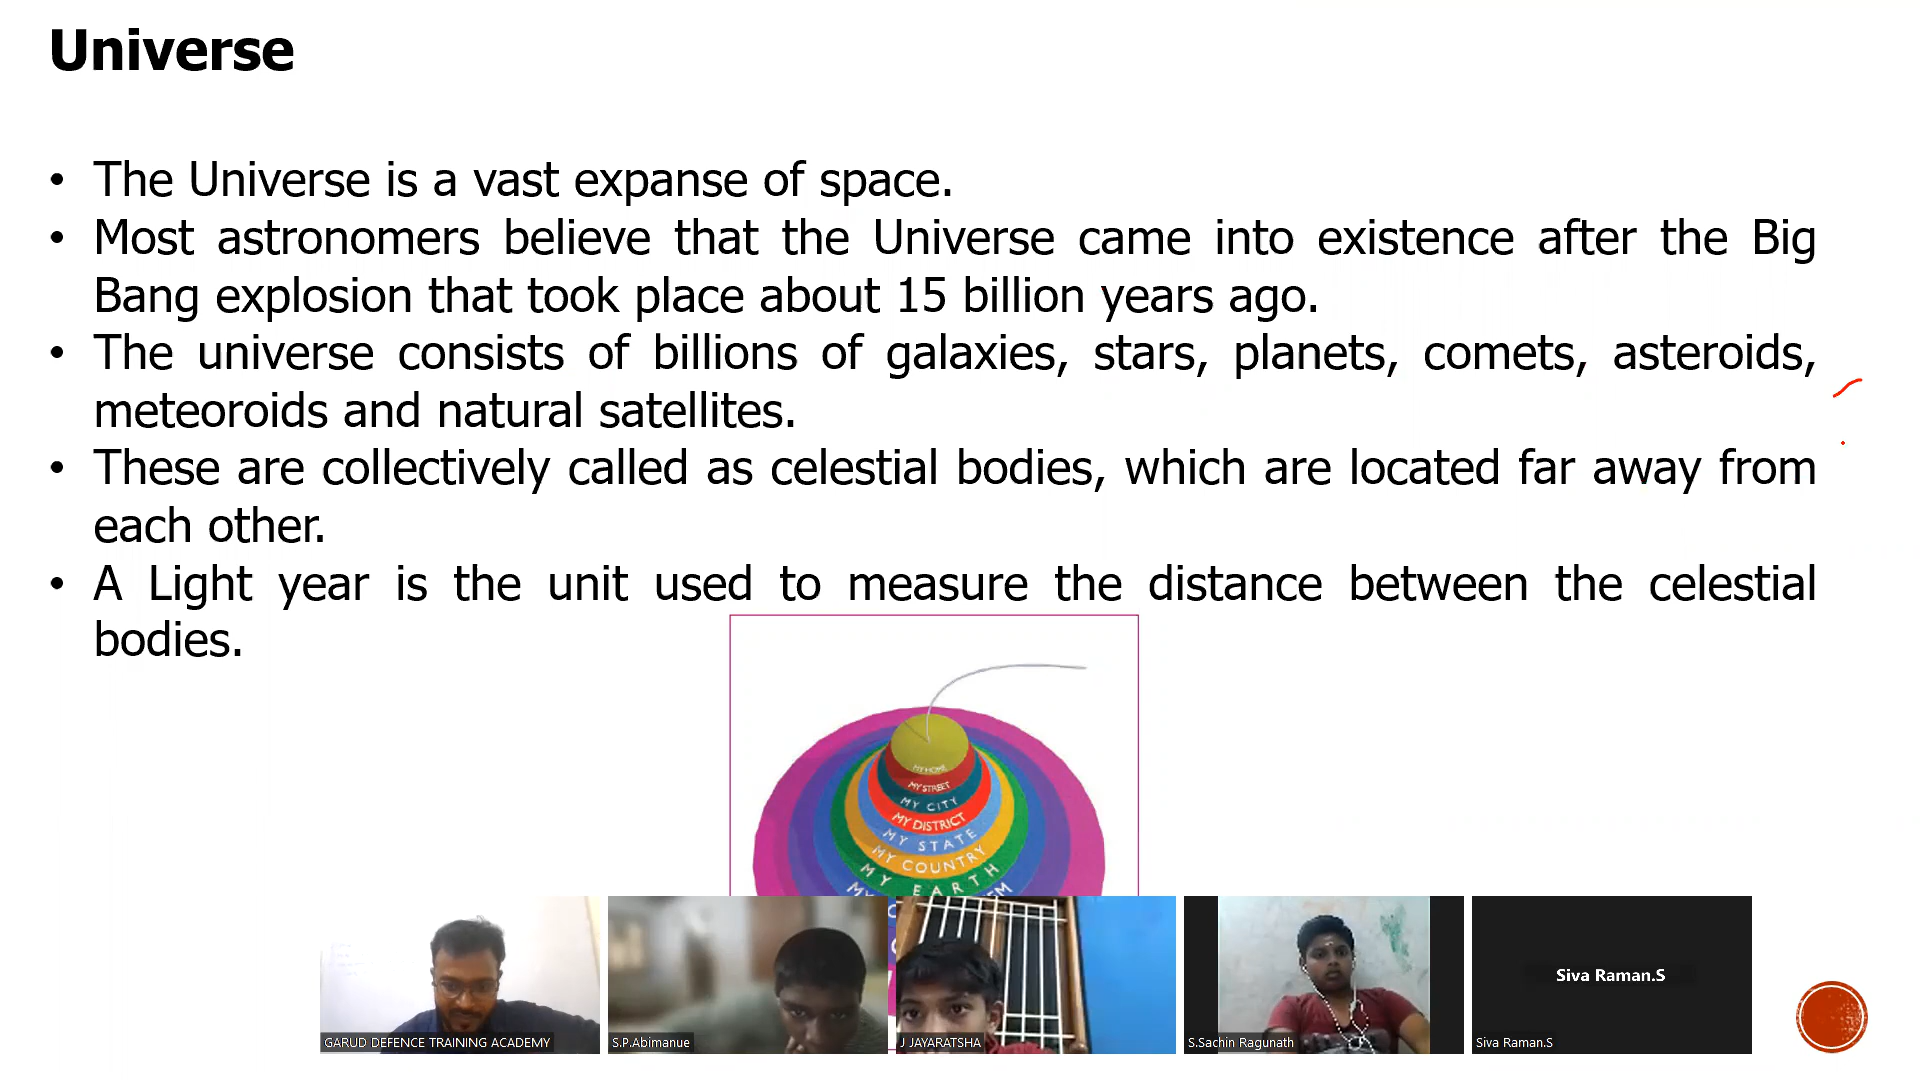 Universe
• The Universe is a vast expanse of space.
• Most astronomers believe that the Universe came into existence after the Big
Bang explosion that took place about 15 billion years ago.
• The universe consists of billions of galaxies, stars, planets, comets, asteroids,
meteoroids and natural satellites.
• These are collectively called as celestial bodies, which are located far away from
each other.
• A Light year is the unit used to measure the distance between the celestial
bodies.
MY HOME
MY STREET
MY CITY
MY DISTRICT
MY STATE
MY COUNTRY
MY EARTH
Siva Raman.S
GARUD DEFENCE TRAINING ACADEMY
S.P.Abimanue
J JAYARATSHA
S.Sachin Ragunath
Siva Raman.S